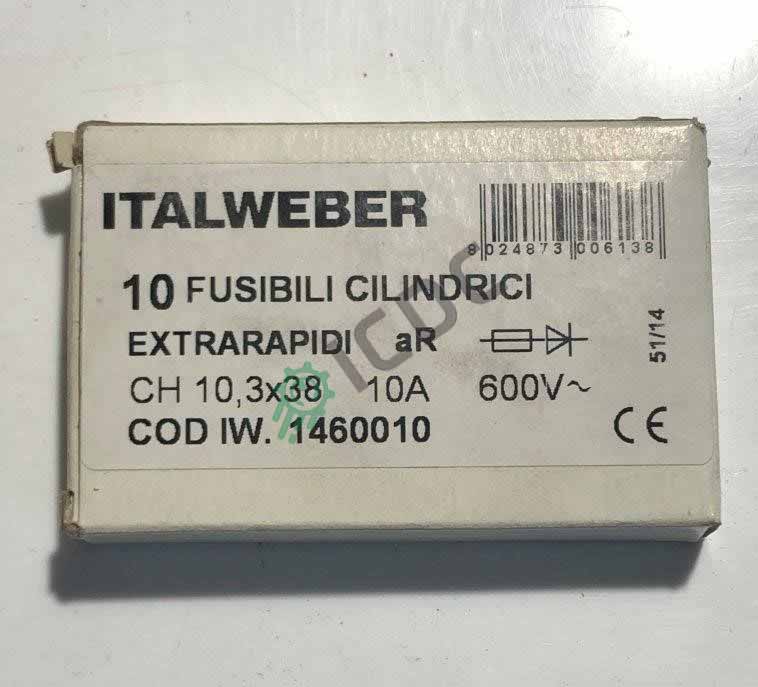 ITALWEBER
8 024873 006138
10 FUSIBILI CILINDRICI
EXTRARAPIDI aR
CH 10,3x38 10A 600V~
COD IW. 1460010
CE
51/14
ICDC